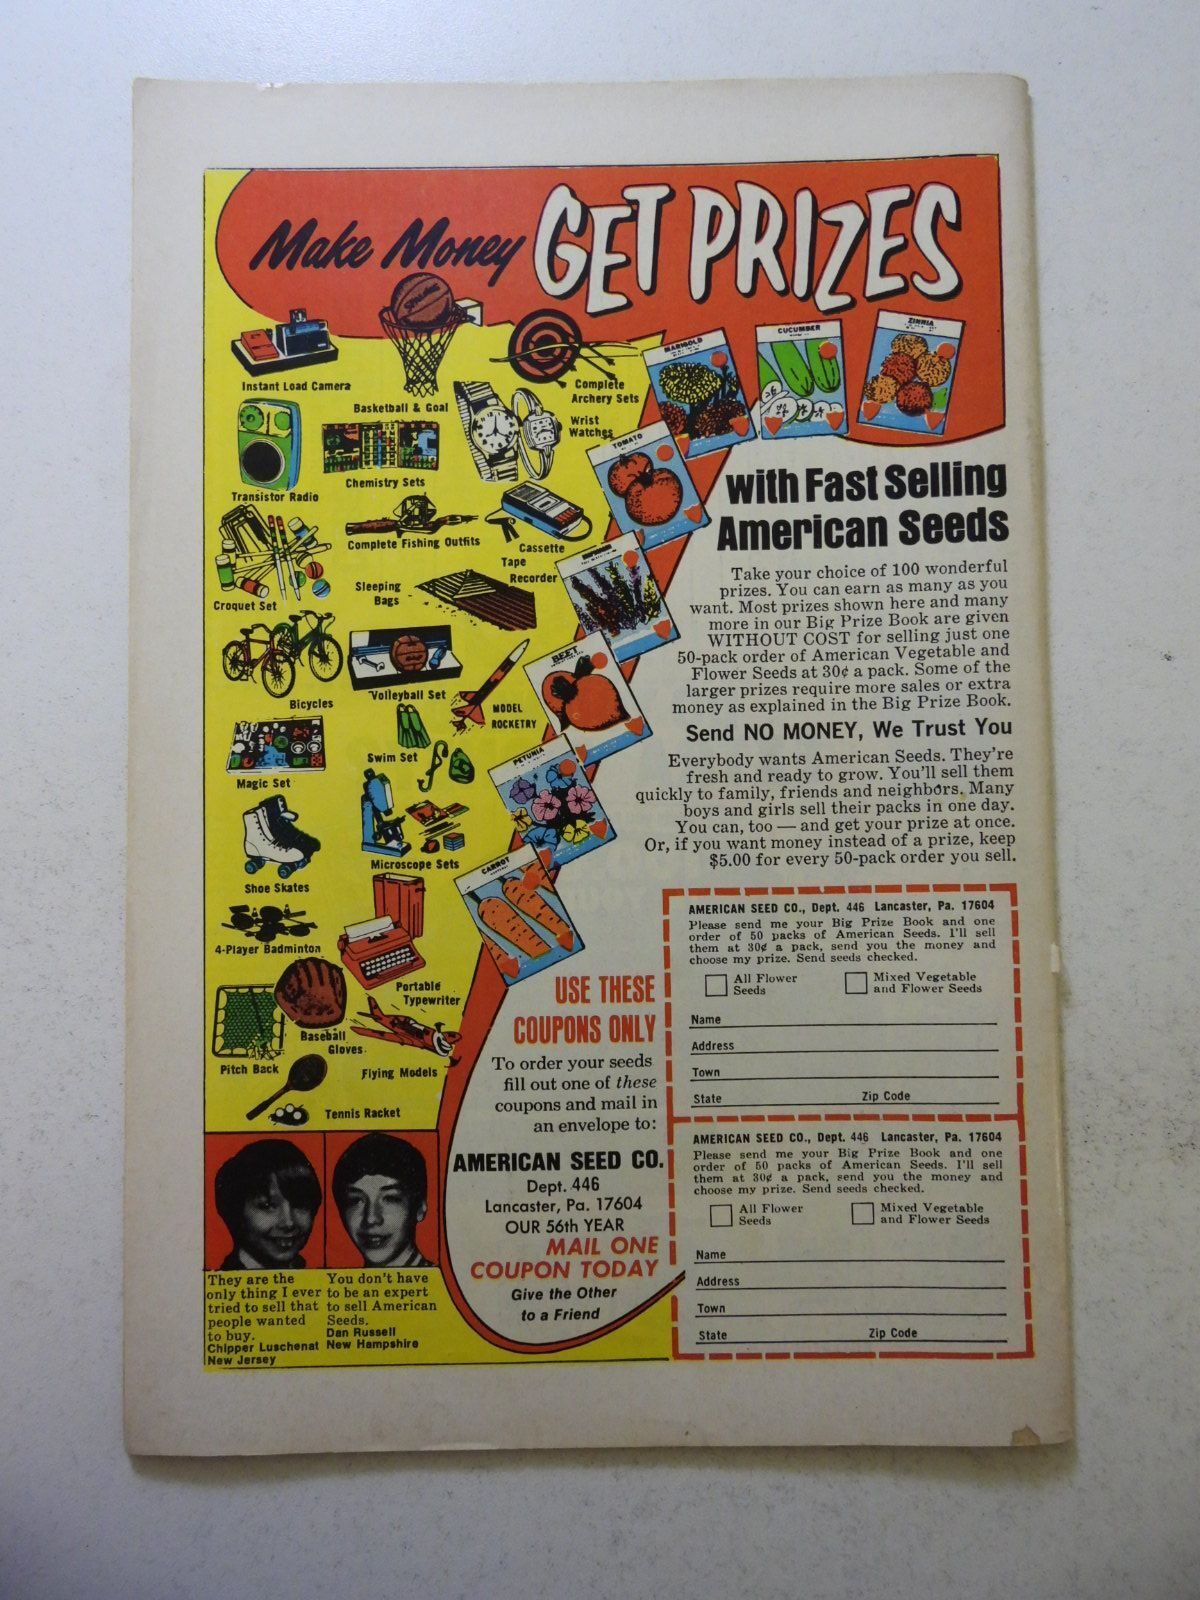 Make Money GET PRIZES
Instant Load Camera
Basketball & Goal
Complete
Archery Sets
Wrist
Watches
Transistor Radio
Chemistry Sets
Complete Fishing Outfits
Cassette
Tape
Recorder
Croquet Set
Sleeping
Bags
Bicycles
Volleyball Set
MODEL
ROCKETRY
Magic Set
Swim Set
Shoe Skates
Microscope Sets
4-Player Badminton
Portable
Typewriter
Pitch Back
Baseball
Gloves
Flying Models
Tennis Racket
MARIGOLD
CUCUMBER
ZINNIA
TOMATO
BEET
PETUNIA
CARROT
with Fast Selling
American Seeds
Take your choice of 100 wonderful
prizes. You can earn as many as you
want. Most prizes shown here and many
more in our Big Prize Book are given
WITHOUT COST for selling just one
50-pack order of American Vegetable and
Flower Seeds at 30¢ a pack. Some of the
larger prizes require more sales or extra
money as explained in the Big Prize Book.
Send NO MONEY, We Trust You
Everybody wants American Seeds. They're
fresh and ready to grow. You'll sell them
quickly to family, friends and neighbors. Many
boys and girls sell their packs in one day.
You can, too — and get your prize at once.
Or, if you want money instead of a prize, keep
$5.00 for every 50-pack order you sell.
USE THESE
COUPONS ONLY
To order your seeds
fill out one of these
coupons and mail in
an envelope to:
AMERICAN SEED CO.
Dept. 446
Lancaster, Pa. 17604
OUR 56th YEAR
MAIL ONE
COUPON TODAY
Give the Other
to a Friend
AMERICAN SEED CO., Dept. 446 Lancaster, Pa. 17604
Please send me your Big Prize Book and one
order of 50 packs of American Seeds. I'll sell
them at 30¢ a pack, send you the money and
choose my prize. Send seeds checked.
All Flower
Seeds
Mixed Vegetable
and Flower Seeds
Name
Address
Town
State Zip Code
AMERICAN SEED CO., Dept. 446 Lancaster, Pa. 17604
Please send me your Big Prize Book and one
order of 50 packs of American Seeds. I'll sell
them at 30¢ a pack, send you the money and
choose my prize. Send seeds checked.
All Flower
Seeds
Mixed Vegetable
and Flower Seeds
Name
Address
Town
State Zip Code
They are the
only thing I ever
tried to sell that
people wanted
to buy.
Chipper Luschenat
New Jersey
You don't have
to be an expert
to sell American
Seeds.
Dan Russell
New Hampshire